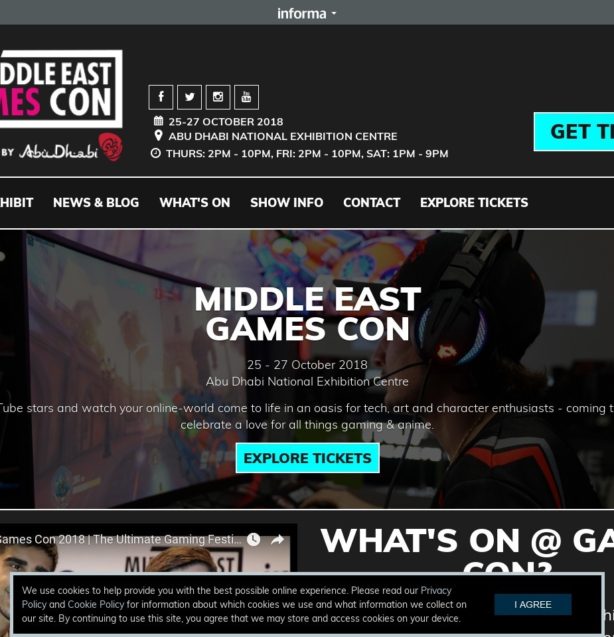 informa
DDLE EAST
MES CON
BY Abu Dhabi
25-27 OCTOBER 2018
ABU DHABI NATIONAL EXHIBITION CENTRE
THURS: 2PM - 10PM, FRI: 2PM - 10PM, SAT: 1PM - 9PM
GET TI
HIBIT NEWS & BLOG WHAT'S ON SHOW INFO CONTACT EXPLORE TICKETS
MIDDLE EAST
GAMES CON
25 - 27 October 2018
Abu Dhabi National Exhibition Centre
Tube stars and watch your online-world come to life in an oasis for tech, art and character enthusiasts - coming t
celebrate a love for all things gaming & anime.
EXPLORE TICKETS
Games Con 2018 | The Ultimate Gaming Festi...
WHAT'S ON @ GA
CON?
We use cookies to help provide you with the best possible online experience. Please read our Privacy
Policy and Cookie Policy for information about which cookies we use and what information we collect on
our site. By continuing to use this site, you agree that we may store and access cookies on your device.
I AGREE